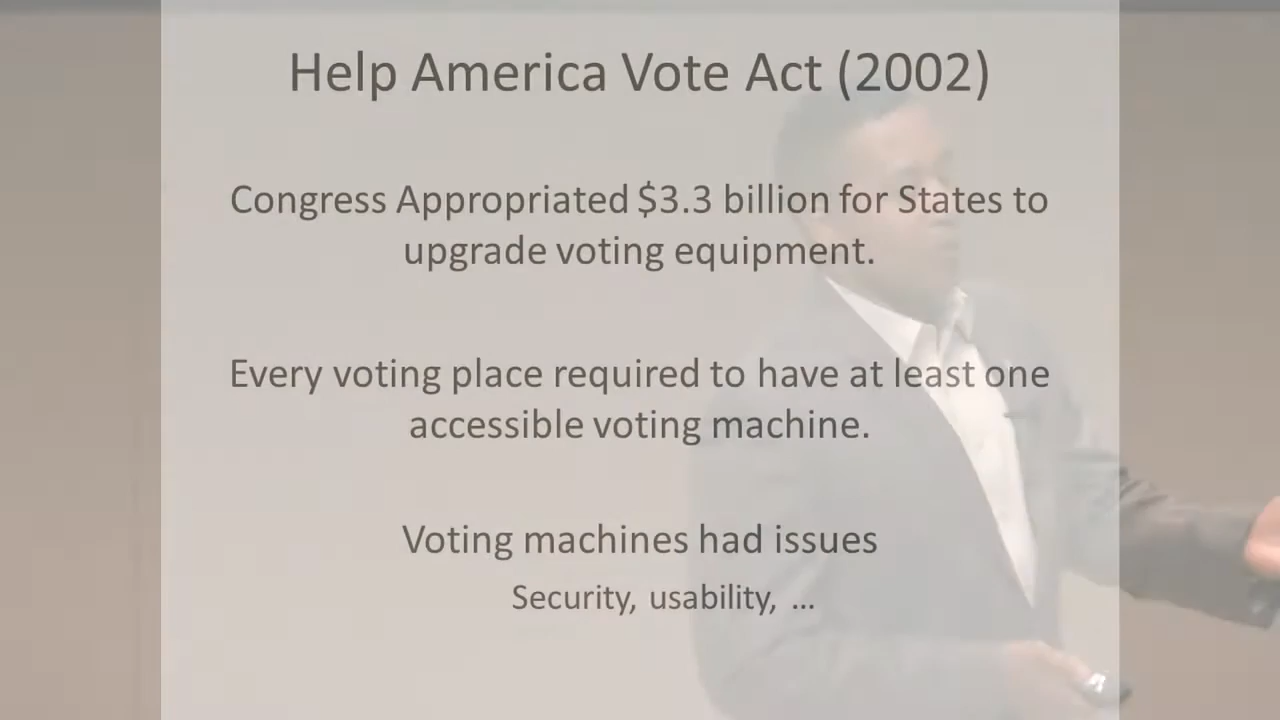 Help America Vote Act (2002)
Congress Appropriated $3.3 billion for States to
upgrade voting equipment.
Every voting place required to have at least one
accessible voting machine.
Voting machines had issues
Security, usability, ...